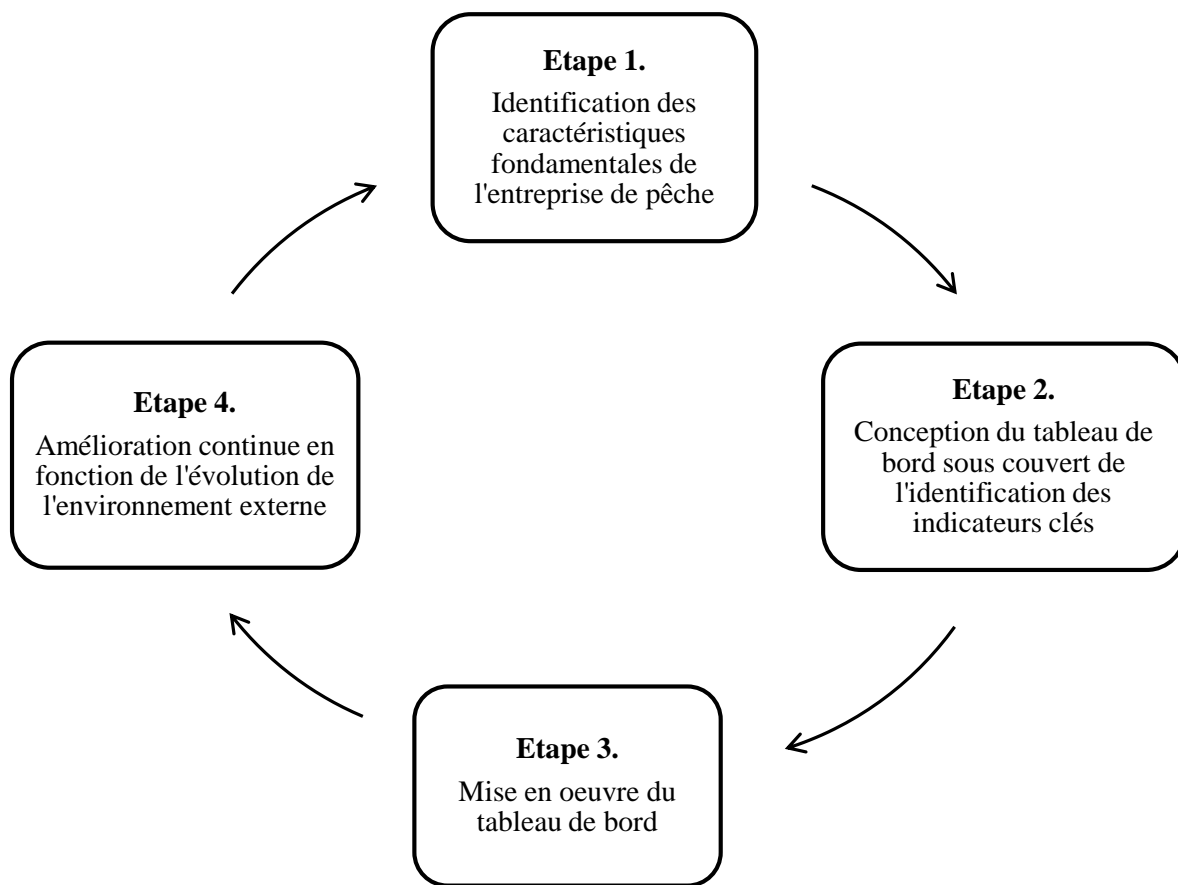 Etape 1.
Identification des
caractéristiques
fondamentales de
l'entreprise de pêche
Etape 2.
Conception du tableau de
bord sous couvert de
l'identification des
indicateurs clés
Etape 3.
Mise en oeuvre du
tableau de bord
Etape 4.
Amélioration continue en
fonction de l'évolution de
l'environnement externe